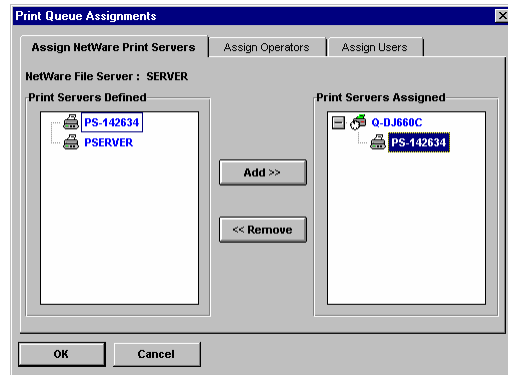 Print Queue Assignments
Assign NetWare Print Servers
Assign Operators
Assign Users
NetWare File Server : SERVER
Print Servers Defined
PS-142634
PSERVER
Add >>
<< Remove
Print Servers Assigned
Q-DJ660C
PS-142634
OK
Cancel